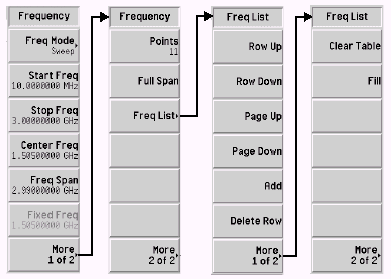 Frequency
Freq Mode
Sweep
Start Freq
10.0000000 MHz
Stop Freq
3.00000000 GHz
Center Freq
1.50500000 GHz
Freq Span
2.99000000 GHz
Fixed Freq
1.50500000 GHz
More
1 of 2
Frequency
Points
11
Full Span
Freq List
More
2 of 2
Freq List
Row Up
Row Down
Page Up
Page Down
Add
Delete Row
More
1 of 2
Freq List
Clear Table
Fill
More
2 of 2